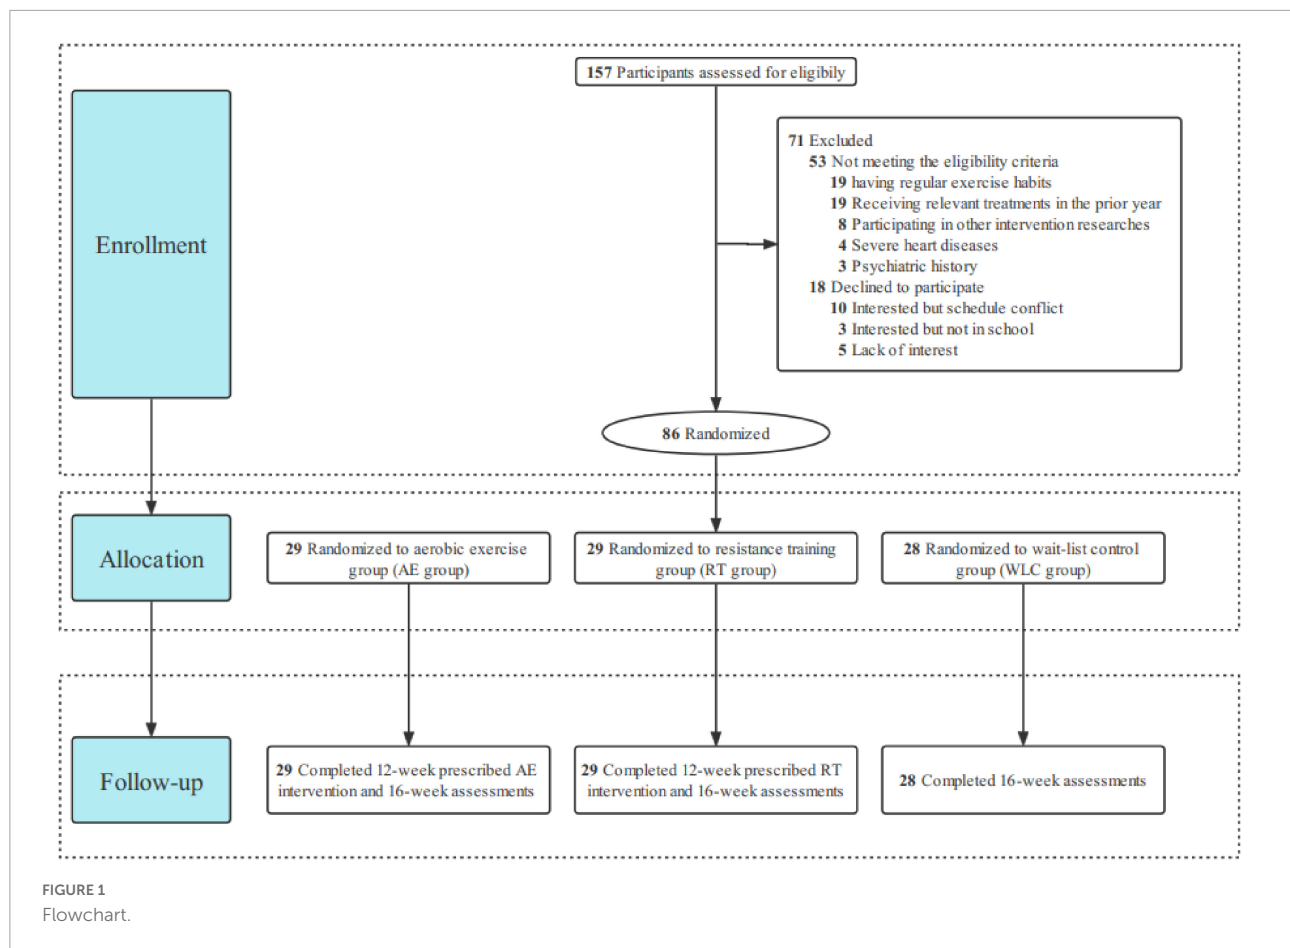 157 Participants assessed for eligibily
71 Excluded
53 Not meeting the eligibility criteria
19 having regular exercise habits
19 Receiving relevant treatments in the prior year
8 Participating in other intervention researches
4 Severe heart diseases
3 Psychiatric history
18 Declined to participate
10 Interested but schedule conflict
3 Interested but not in school
5 Lack of interest
Enrollment
86 Randomized
Allocation
29 Randomized to aerobic exercise
group (AE group)
29 Randomized to resistance training
group (RT group)
28 Randomized to wait-list control
group (WLC group)
Follow-up
29 Completed 12-week prescribed AE
intervention and 16-week assessments
29 Completed 12-week prescribed RT
intervention and 16-week assessments
28 Completed 16-week assessments
FIGURE 1
Flowchart.